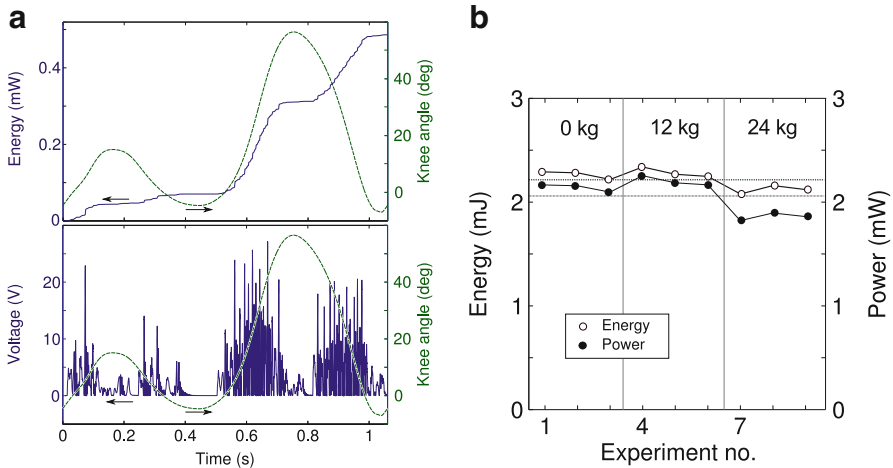 a
Energy (mW)
0.4
0.2
0
Knee angle (deg)
40
20
0
Voltage (V)
20
10
0
Knee angle (deg)
40
20
0
0 0.2 0.4 0.6 0.8 1
Time (s)
b
Energy (mJ)
3
2
1
0
0 kg 12 kg 24 kg
Energy
Power
Power (mW)
3
2
1
0
1 4 7
Experiment no.